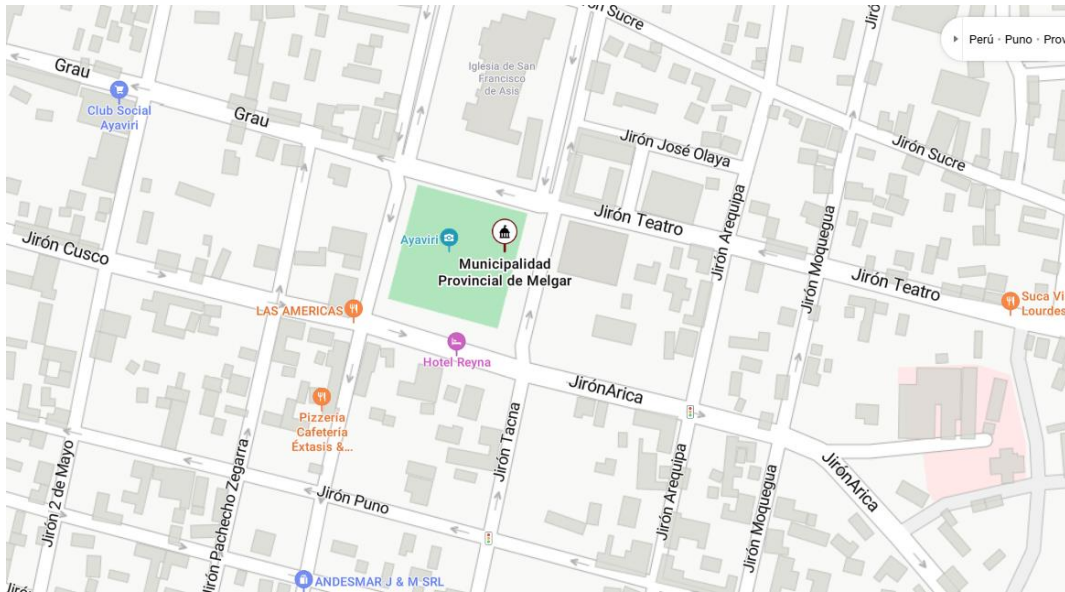 Jirón Sucre
Perú · Puno · Prov
Grau
Iglesia de San
Francisco
de Asis
Club Social
Ayaviri
Grau
Jirón José Olaya
Jirón Sucre
Jirón Teatro
Jirón Arequipa
Jirón Moquegua
Jirón Cusco
Ayaviri
Municipalidad
Provincial de Melgar
Jirón Teatro
Suca Vi
Lourdes
LAS AMERICAS
Hotel Reyna
JirónArica
Pizzeria
Cafetería
Éxtasis &...
Jirón Tacna
Jirón 2 de Mayo
Jirón Pachecho Zegarra
Jirón Puno
Jirón Arequipa
Jirón Moquegua
JirónArica
ANDESMAR J & M SRL